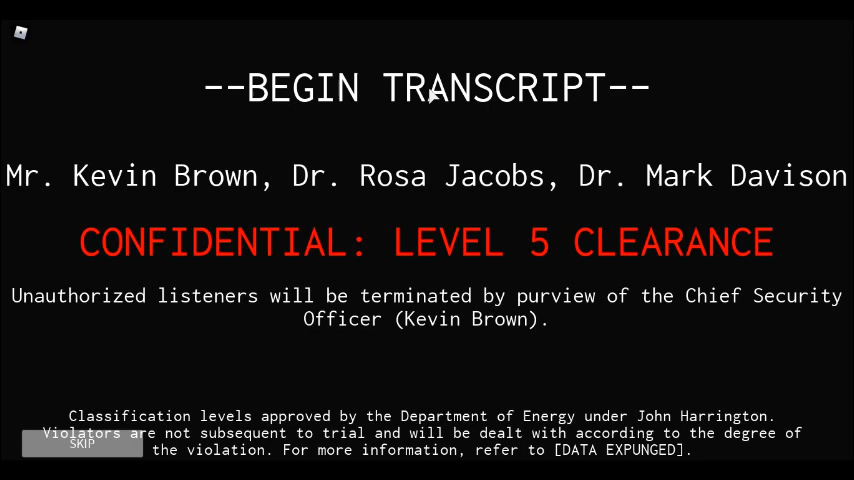 --BEGIN TRANSCRIPT--
Mr. Kevin Brown, Dr. Rosa Jacobs, Dr. Mark Davison
CONFIDENTIAL: LEVEL 5 CLEARANCE
Unauthorized listeners will be terminated by purview of the Chief Security
Officer (Kevin Brown).
Classification levels approved by the Department of Energy under John Harrington.
Violators are not subsequent to trial and will be dealt with according to the degree of
the violation. For more information, refer to [DATA EXPUNGED].
SKIP